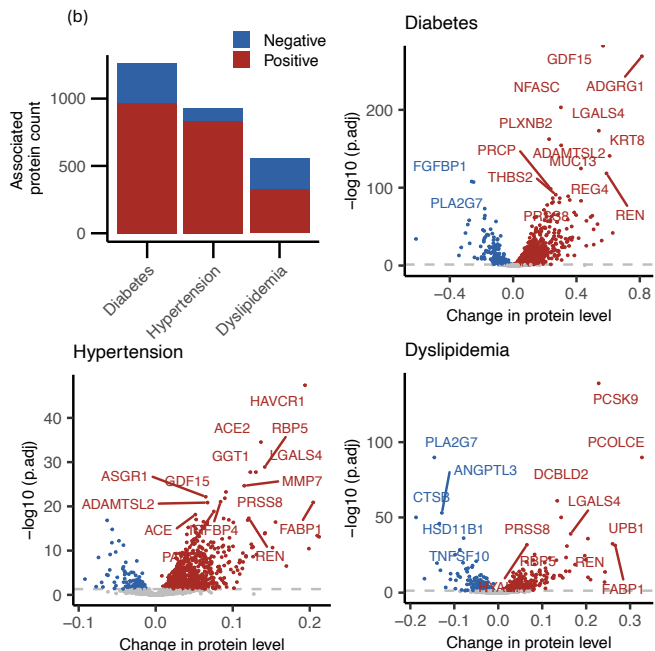 (b)
Negative
Positive
Associated
protein count
1000
500
0
Diabetes
Hypertension
Dyslipidemia
Diabetes
−log10 (p.adj)
200
100
0
GDF15
ADGRG1
NFASC
LGALS4
PLXNB2
KRT8
PRCP
ADAMTSL2
MUC13
FGFBP1
THBS2
REG4
PLA2G7
PRSS8
REN
−0.4
0.0
0.4
0.8
Change in protein level
Hypertension
−log10 (p.adj)
40
30
20
10
0
HAVCR1
ACE2
RBP5
GGT1
LGALS4
ASGR1
GDF15
MMP7
ADAMTSL2
PRSS8
ACE
FABP1
REN
−0.1
0.0
0.1
0.2
Change in protein level
Dyslipidemia
−log10 (p.adj)
100
50
0
PCSK9
PLA2G7
PCOLCE
ANGPTL3
DCBLD2
CTSB
LGALS4
HSD11B1
PRSS8
UPB1
TNFSF10
RBP5
REN
FABP1
−0.2
−0.1
0.0
0.1
0.2
0.3
Change in protein level